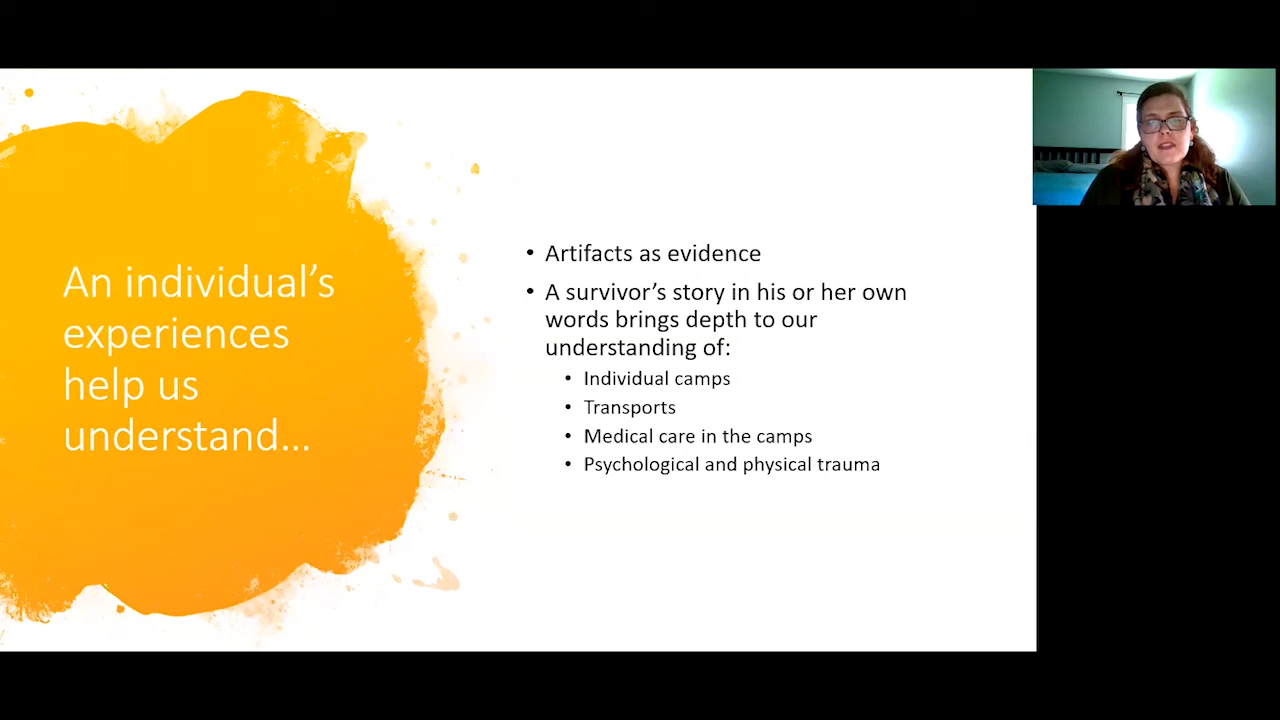 An individual’s
experiences
help us
understand…
• Artifacts as evidence
• A survivor’s story in his or her own
words brings depth to our
understanding of:
• Individual camps
• Transports
• Medical care in the camps
• Psychological and physical trauma